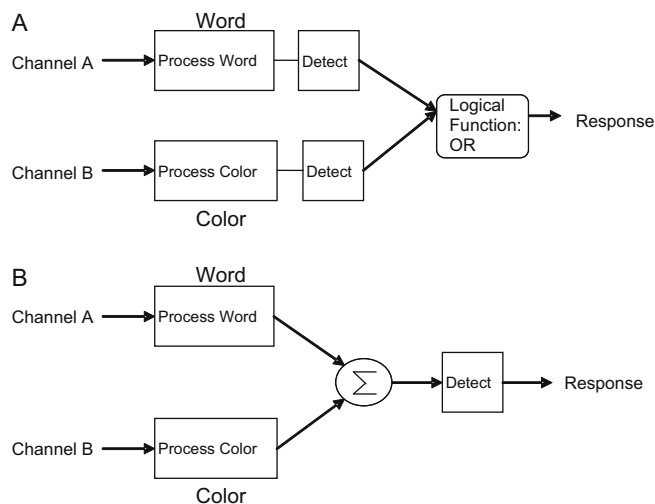 A
Word
Channel A
Process Word
Detect
Logical
Function:
OR
Response
Channel B
Process Color
Detect
Color
B
Word
Channel A
Process Word
Σ
Detect
Response
Channel B
Process Color
Color